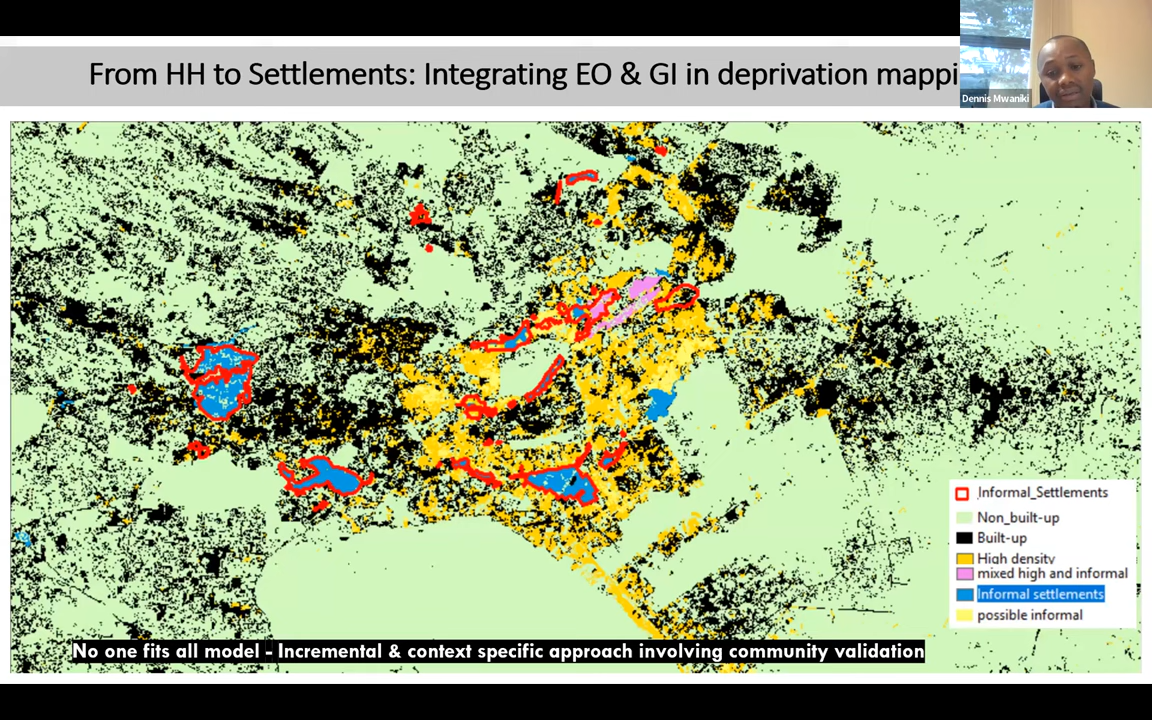 From HH to Settlements: Integrating EO & GI in deprivation mappi
Dennis Mwaniki
Informal_Settlements
Non_built-up
Built-up
High density
mixed high and informal
Informal settlements
possible informal
No one fits all model - Incremental & context specific approach involving community validation